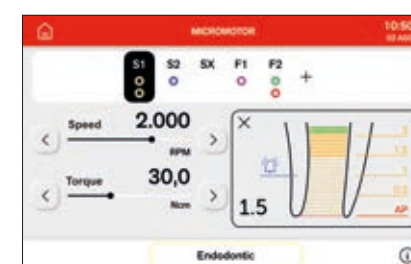 MICROMOTOR
10:50
S1 S2 SX F1 F2 +
Speed 2.000
RPM
Torque 30,0
Ncm
1.5
AP
Endodontic